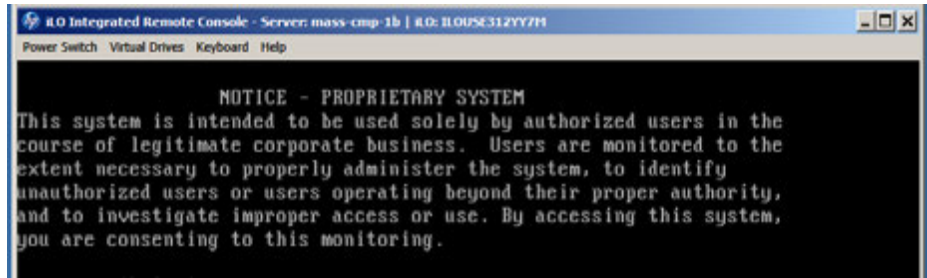 iLO Integrated Remote Console - Server: mass-cmp-1b | iLO: ILOUSE312YY7M
Power Switch Virtual Drives Keyboard Help
NOTICE - PROPRIETARY SYSTEM
This system is intended to be used solely by authorized users in the
course of legitimate corporate business. Users are monitored to the
extent necessary to properly administer the system, to identify
unauthorized users or users operating beyond their proper authority,
and to investigate improper access or use. By accessing this system,
you are consenting to this monitoring.